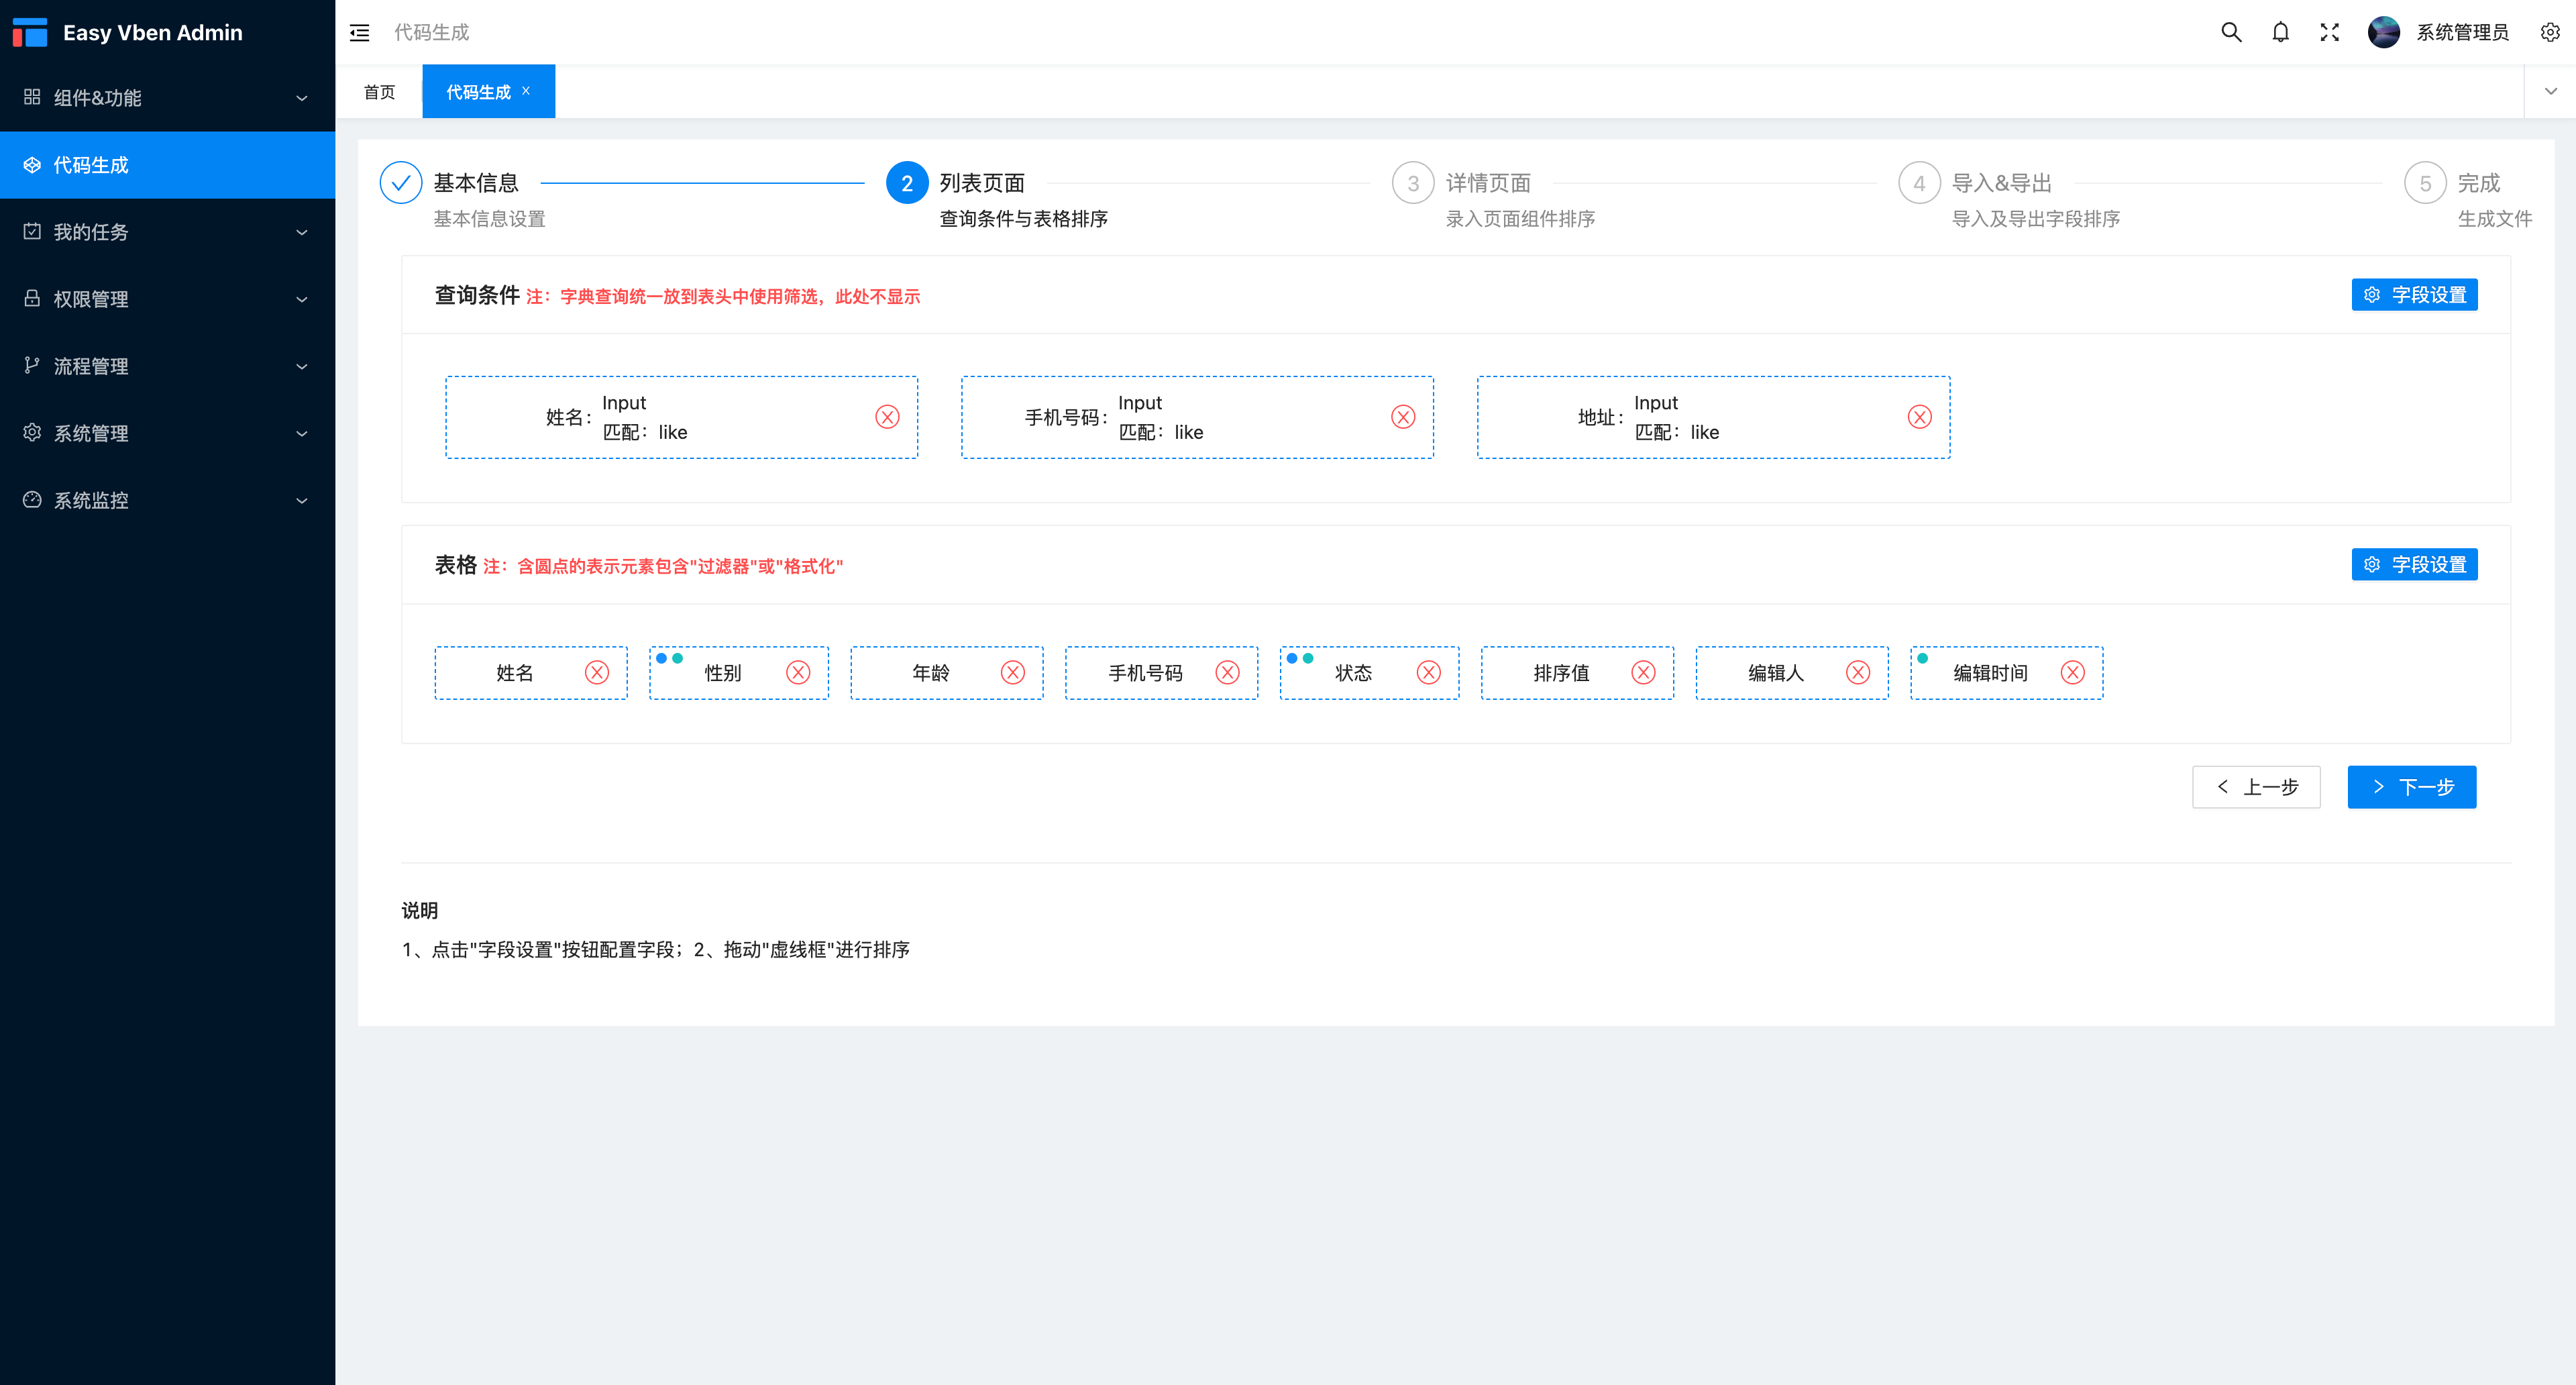 Easy Vben Admin
代码生成
系统管理员
首页
代码生成
组件&功能
代码生成
我的任务
权限管理
流程管理
系统管理
系统监控
基本信息
基本信息设置
2
列表页面
查询条件与表格排序
3
详情页面
录入页面组件排序
4
导入&导出
导入及导出字段排序
5
完成
生成文件
查询条件 注：字典查询统一放到表头中使用筛选，此处不显示
字段设置
姓名：
Input
匹配：like
手机号码：
Input
匹配：like
地址：
Input
匹配：like
表格 注：含圆点的表示元素包含"过滤器"或"格式化"
字段设置
姓名
性别
年龄
手机号码
状态
排序值
编辑人
编辑时间
上一步
下一步
说明
1、点击"字段设置"按钮配置字段；2、拖动"虚线框"进行排序